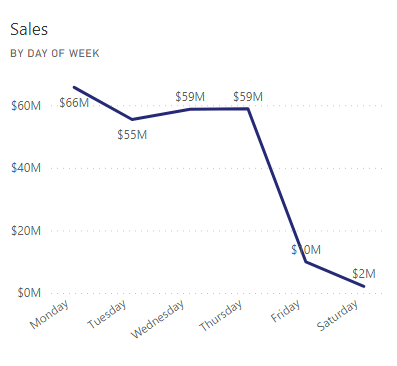 Sales
BY DAY OF WEEK
$60M
$40M
$20M
$0M
$66M
$55M
$59M
$59M
$10M
$2M
Monday
Tuesday
Wednesday
Thursday
Friday
Saturday